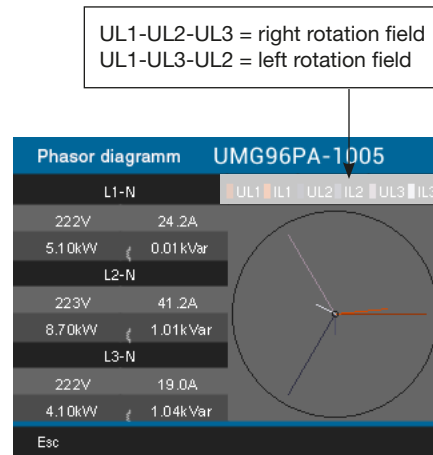 UL1-UL2-UL3 = right rotation field
UL1-UL3-UL2 = left rotation field
Phasor diagramm UMG96PA-1005
L1-N
UL1 IL1 UL2 IL2 UL3 IL3
222V 24.2A
5.10kW 0.01kVar
L2-N
223V 41.2A
8.70kW 1.01kVar
L3-N
222V 19.0A
4.10kW 1.04kVar
Esc